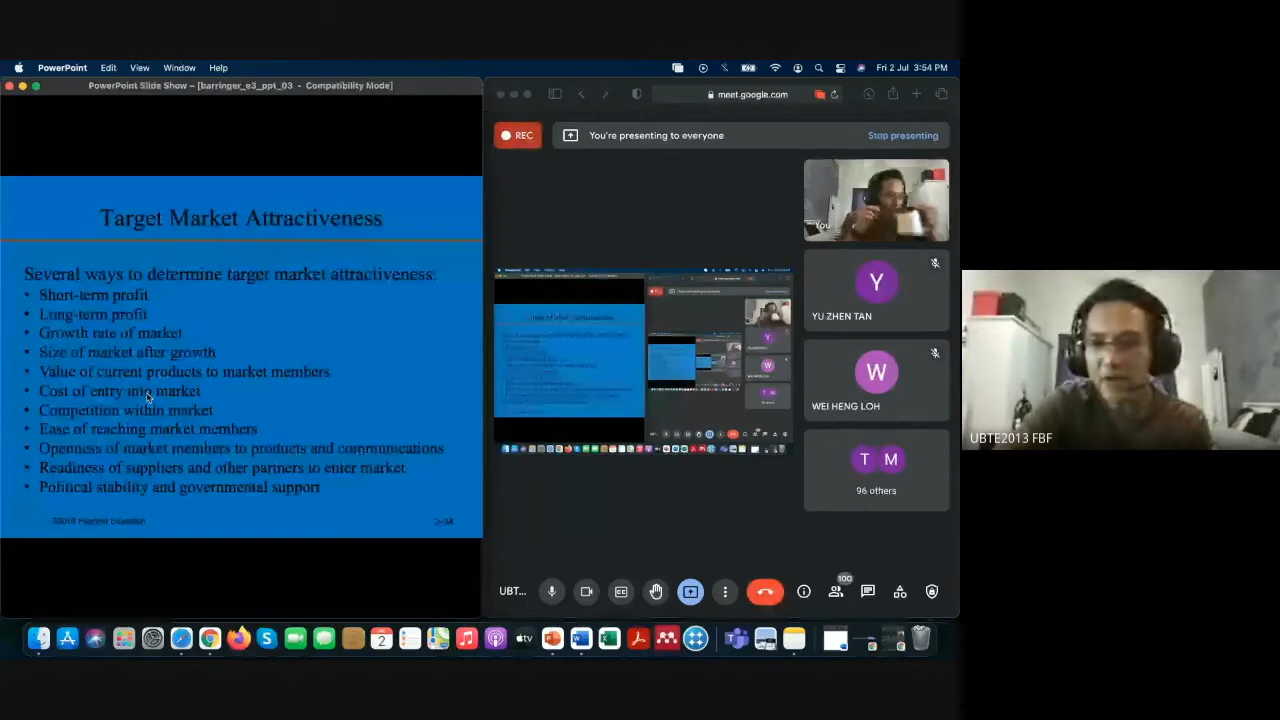 PowerPoint Edit View Window Help
Fri 2 Jul 3:54 PM
PowerPoint Slide Show – [barringer_e3_ppt_03 - Compatibility Mode]
Target Market Attractiveness
Several ways to determine target market attractiveness:
• Short-term profit
• Long-term profit
• Growth rate of market
• Size of market after growth
• Value of current products to market members
• Cost of entry into market
• Competition within market
• Ease of reaching market members
• Openness of market members to products and communications
• Readiness of suppliers and other partners to enter market
• Political stability and governmental support
meet.google.com
REC
You're presenting to everyone
Stop presenting
You
Y
YU ZHEN TAN
W
WEI HENG LOH
T M
96 others
UBT...
100
2
tv
UBTE2013 FBF